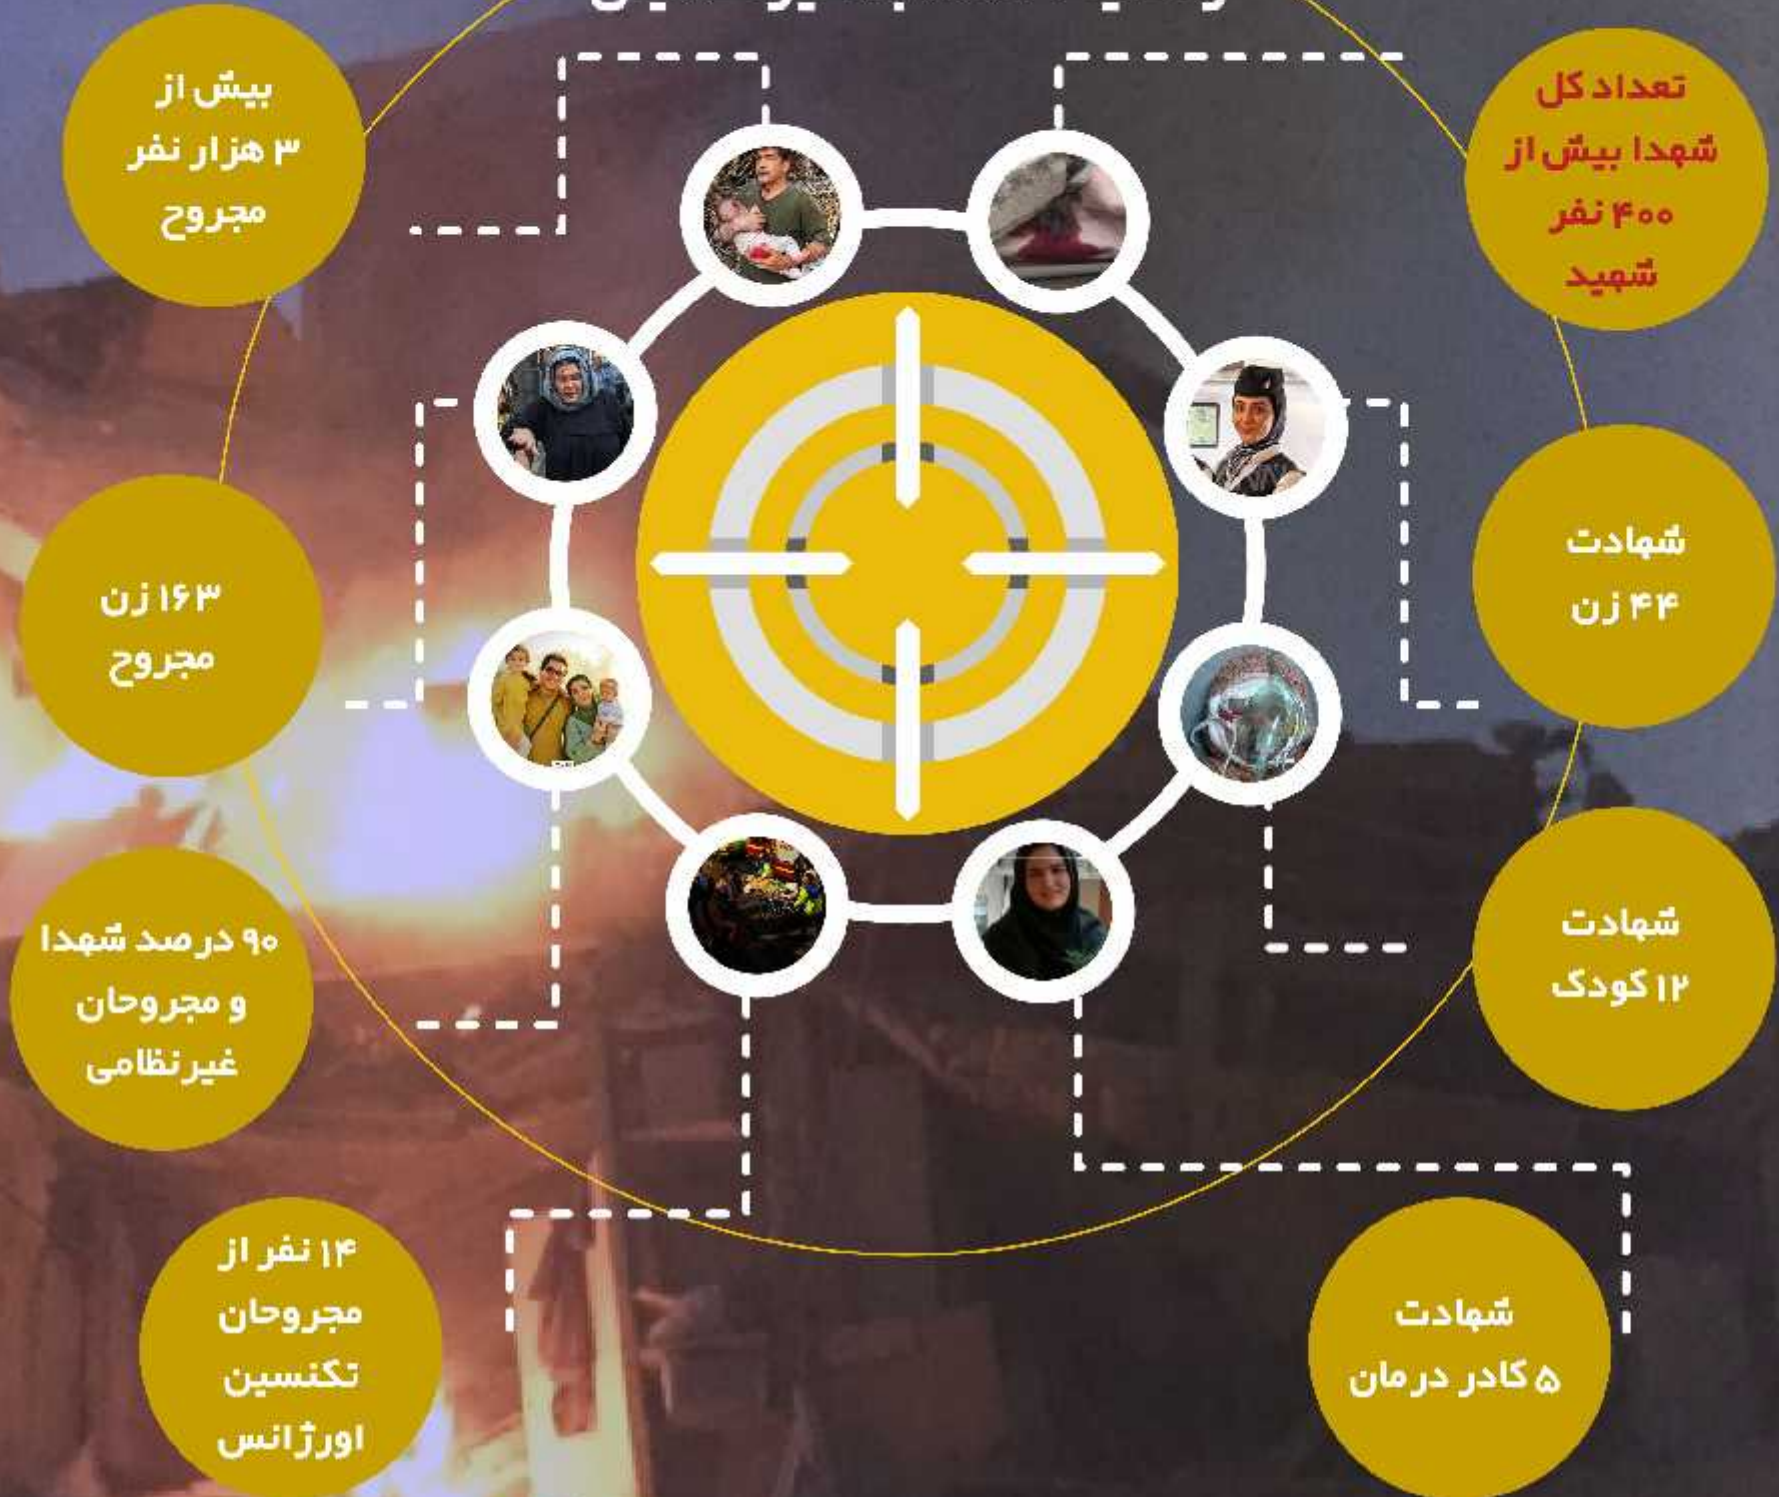 تعداد کل
شهدا بیش از
۴۰۰ نفر
شهید
شهادت
۴۴ زن
شهادت
۱۲ کودک
شهادت
۵ کادر درمان
بیش از
۳ هزار نفر
مجروح
۱۶۳ زن
مجروح
۹۰ درصد شهدا
و مجروحان
غیرنظامی
۱۴ نفر از
مجروحان
تکنسین
اورژانس